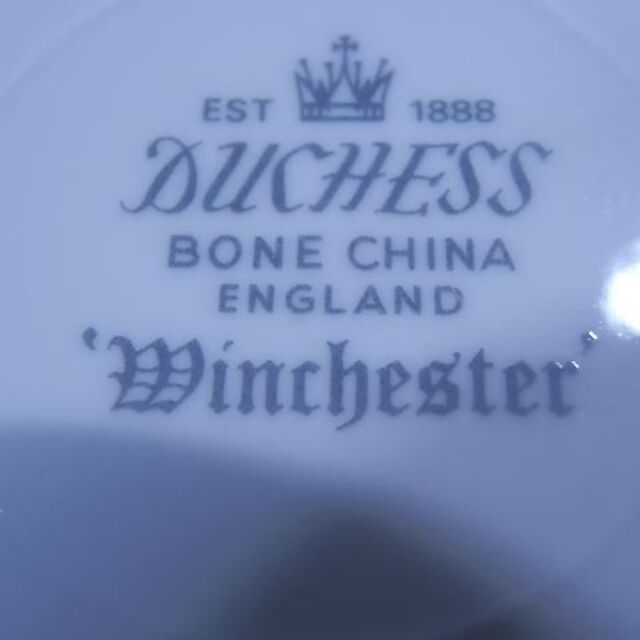 EST 1888
DUCHESS
BONE CHINA
ENGLAND
'Winchester'